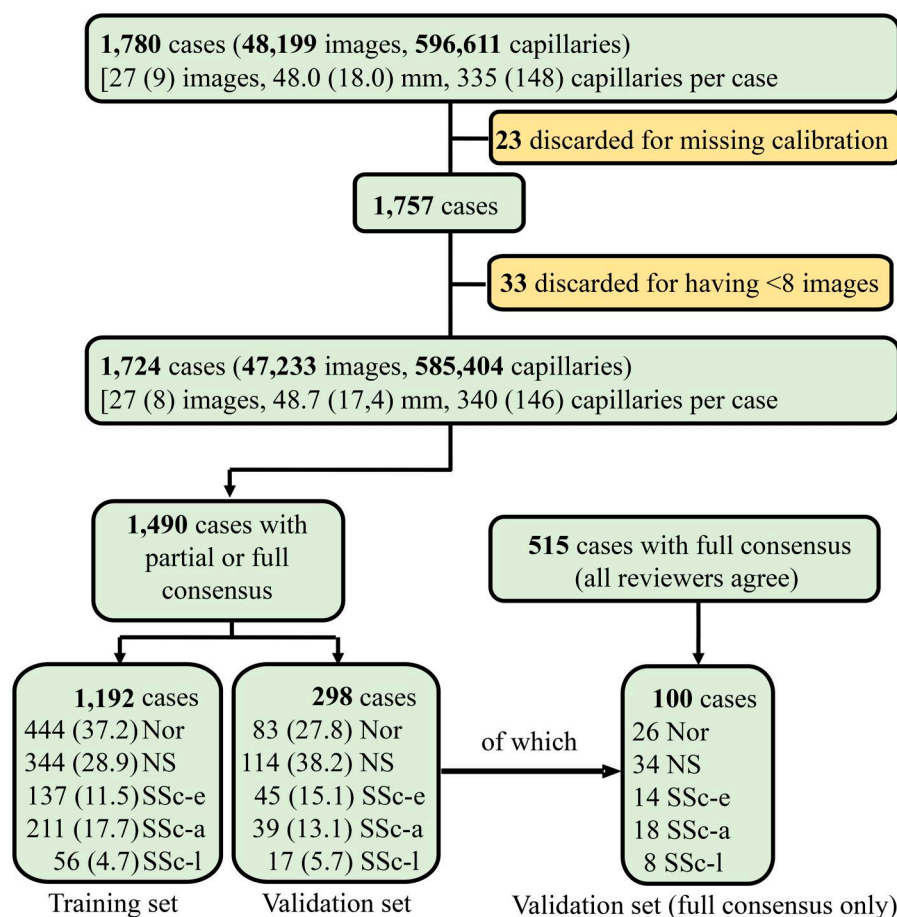 1,780 cases (48,199 images, 596,611 capillaries)
[27 (9) images, 48.0 (18.0) mm, 335 (148) capillaries per case
23 discarded for missing calibration
1,757 cases
33 discarded for having <8 images
1,724 cases (47,233 images, 585,404 capillaries)
[27 (8) images, 48.7 (17,4) mm, 340 (146) capillaries per case
1,490 cases with
partial or full
consensus
515 cases with full consensus
(all reviewers agree)
1,192 cases
444 (37.2) Nor
344 (28.9) NS
137 (11.5) SSc-e
211 (17.7) SSc-a
56 (4.7) SSc-l
Training set
298 cases
83 (27.8) Nor
114 (38.2) NS
45 (15.1) SSc-e
39 (13.1) SSc-a
17 (5.7) SSc-l
Validation set
of which
100 cases
26 Nor
34 NS
14 SSc-e
18 SSc-a
8 SSc-l
Validation set (full consensus only)